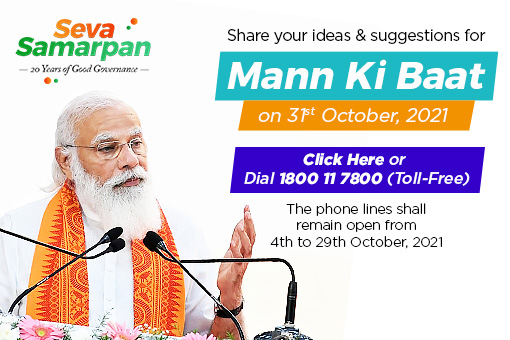 Seva
Samarpan
20 Years of Good Governance
Share your ideas & suggestions for
Mann Ki Baat
on 31st October, 2021
Click Here or
Dial 1800 11 7800 (Toll-Free)
The phone lines shall
remain open from
4th to 29th October, 2021